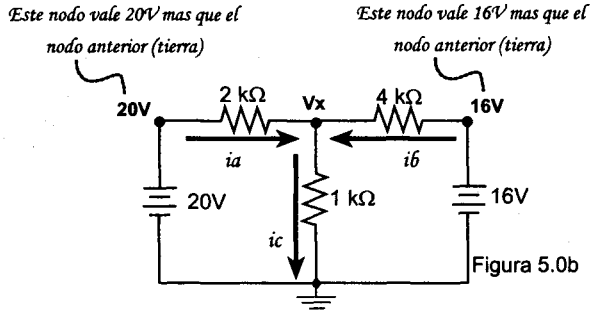 Este nodo vale 20V mas que el
nodo anterior (tierra)
Este nodo vale 16V mas que el
nodo anterior (tierra)
20V
2 kΩ
Vx
4 kΩ
16V
ia
ib
20V
1 kΩ
16V
ic
Figura 5.0b